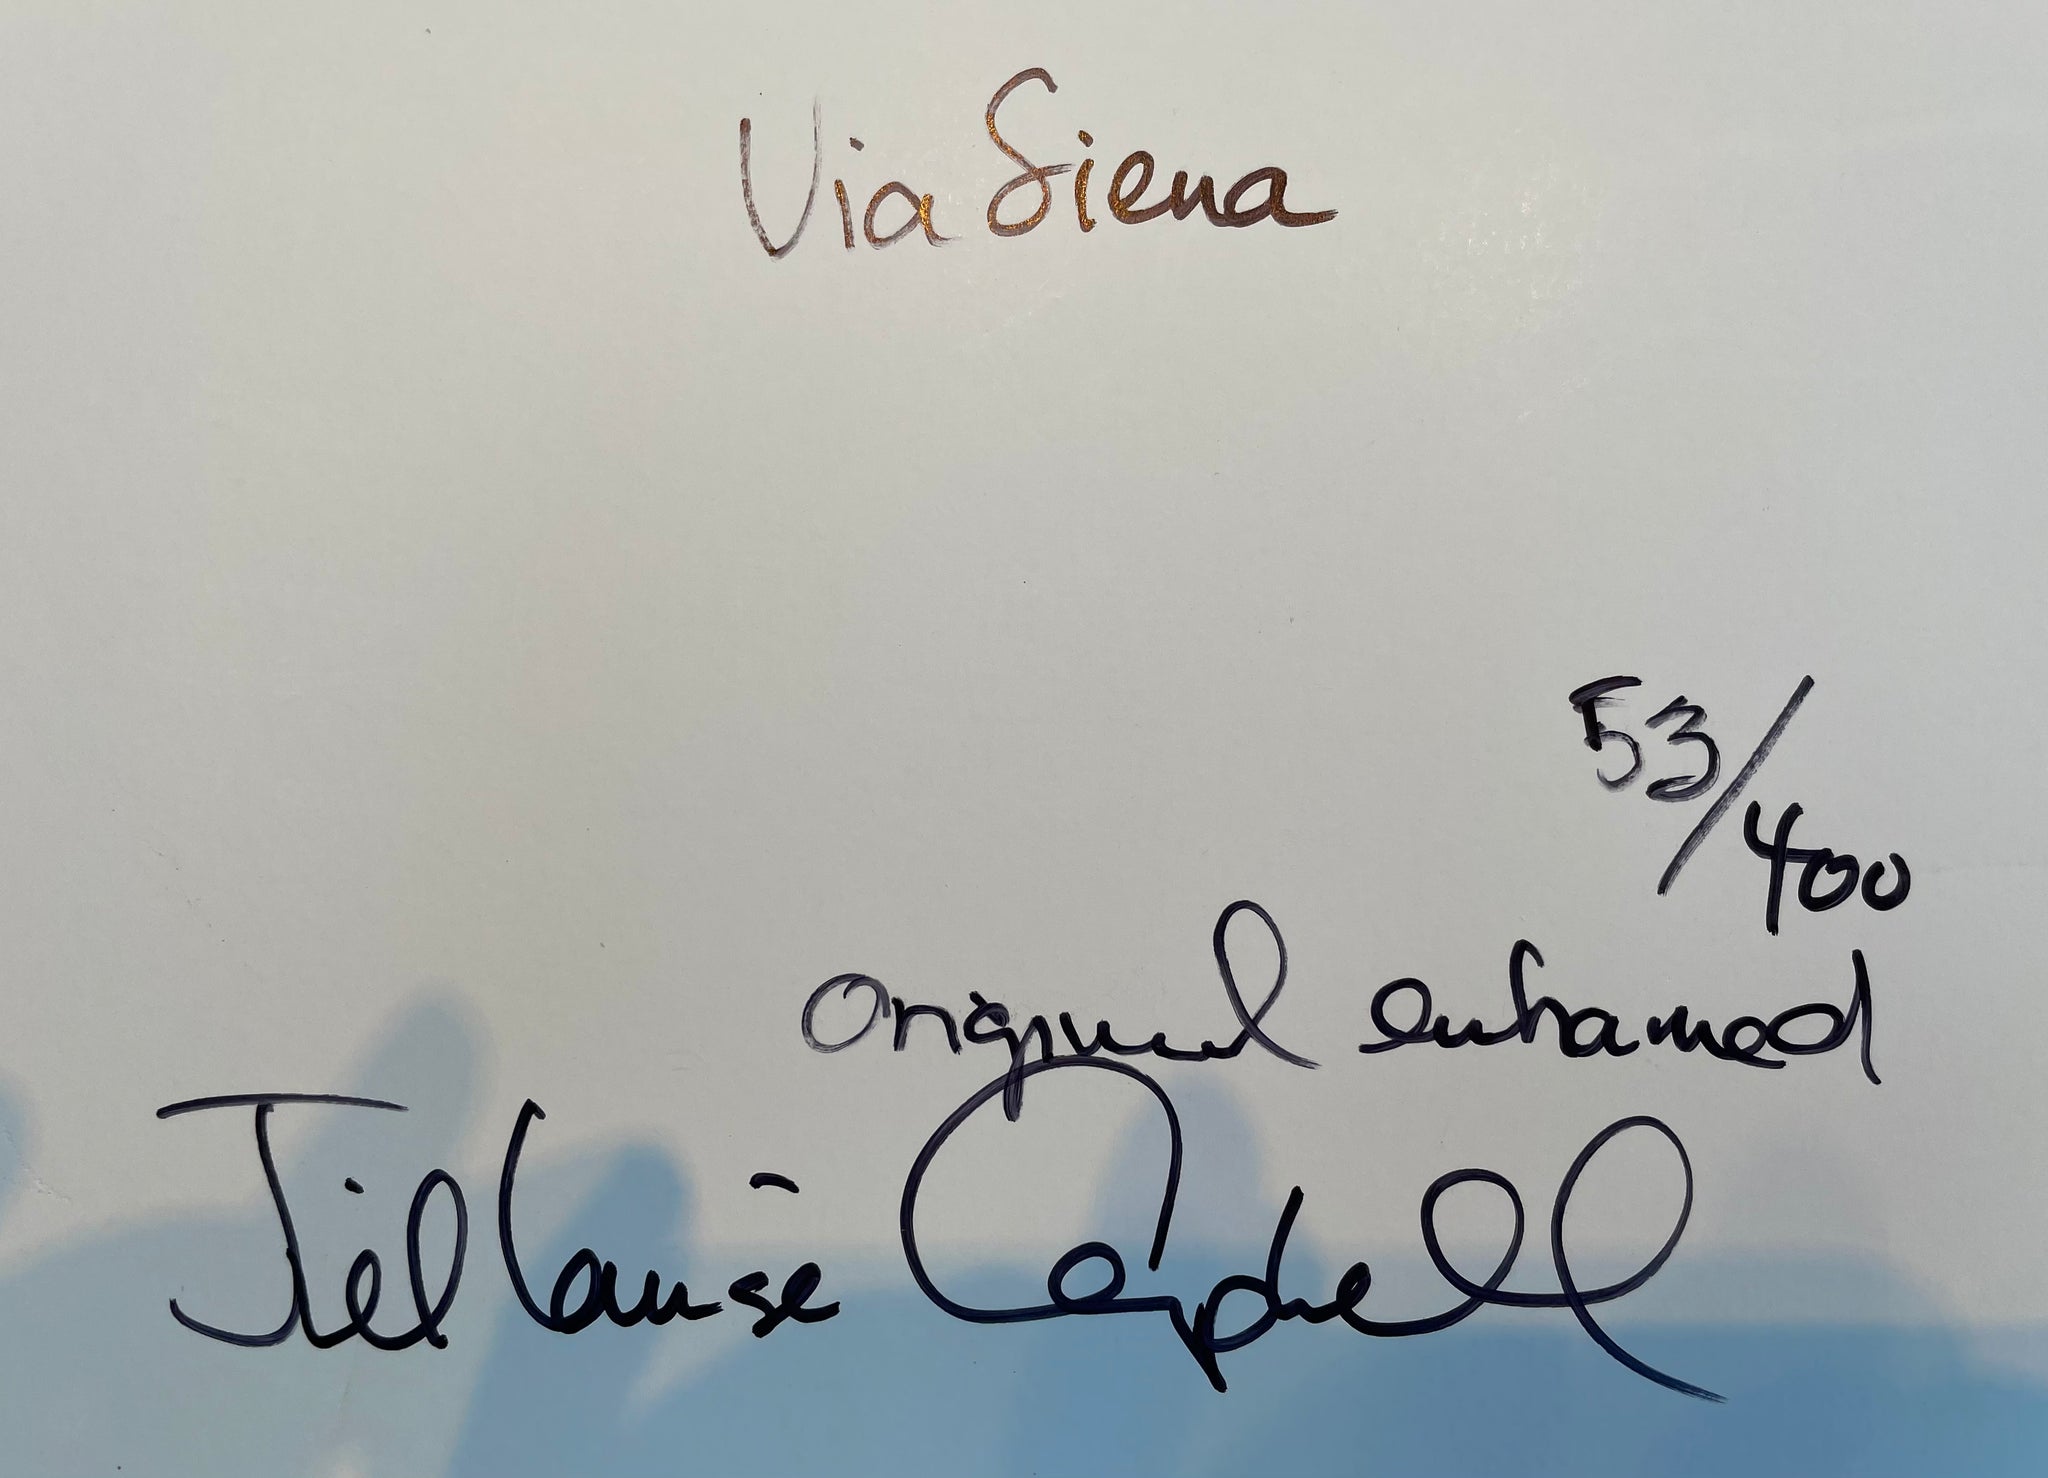 Via Siena
53/400
Original enhanced
Jill Louise Campbell